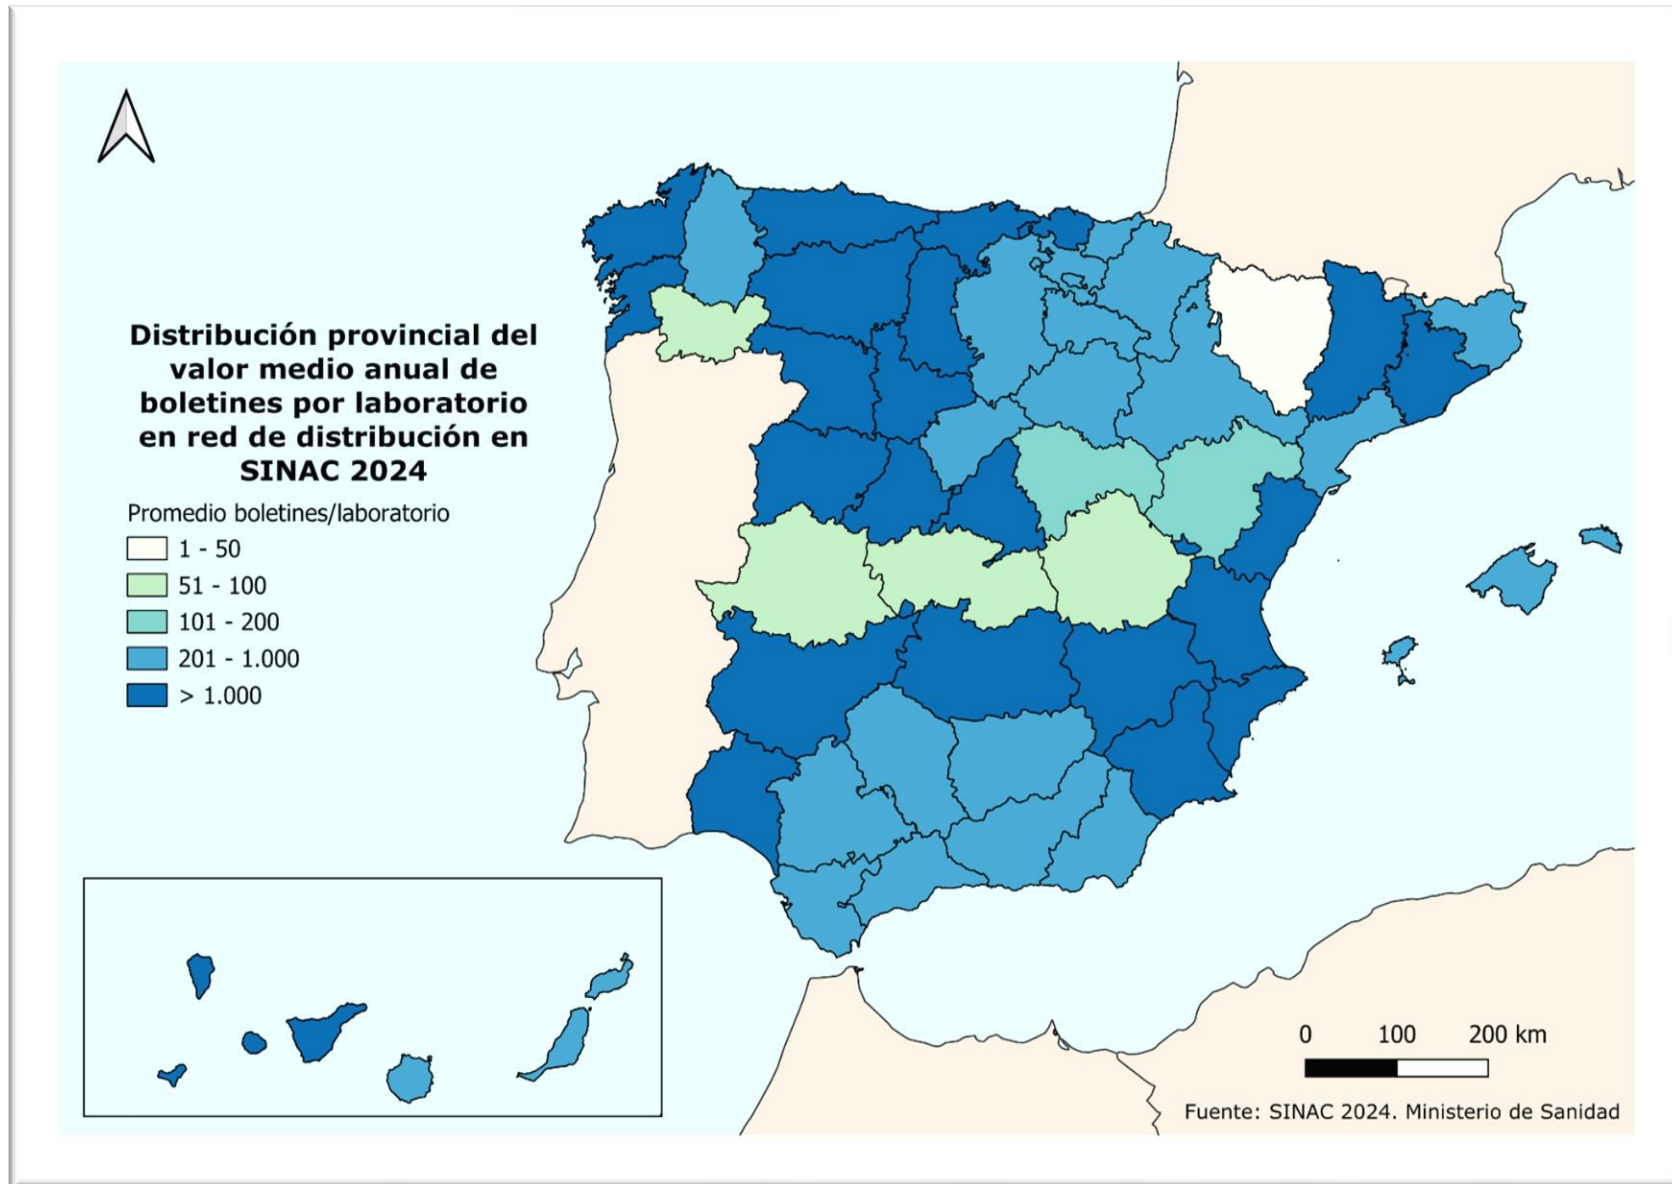 Distribución provincial del
valor medio anual de
boletines por laboratorio
en red de distribución en
SINAC 2024
Promedio boletines/laboratorio
1 - 50
51 - 100
101 - 200
201 - 1.000
> 1.000
0 100 200 km
Fuente: SINAC 2024. Ministerio de Sanidad